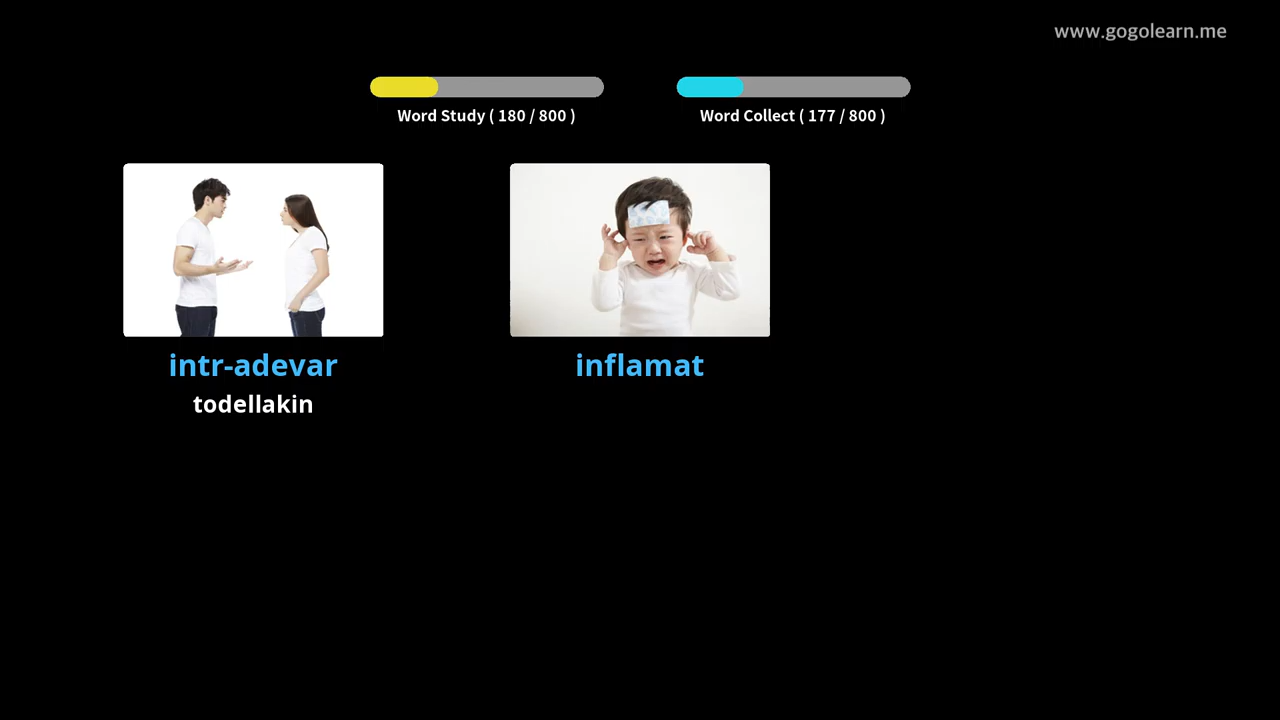 www.gogolearn.me
Word Study ( 180 / 800 )
Word Collect ( 177 / 800 )
intr-adevar
todellakin
inflamat